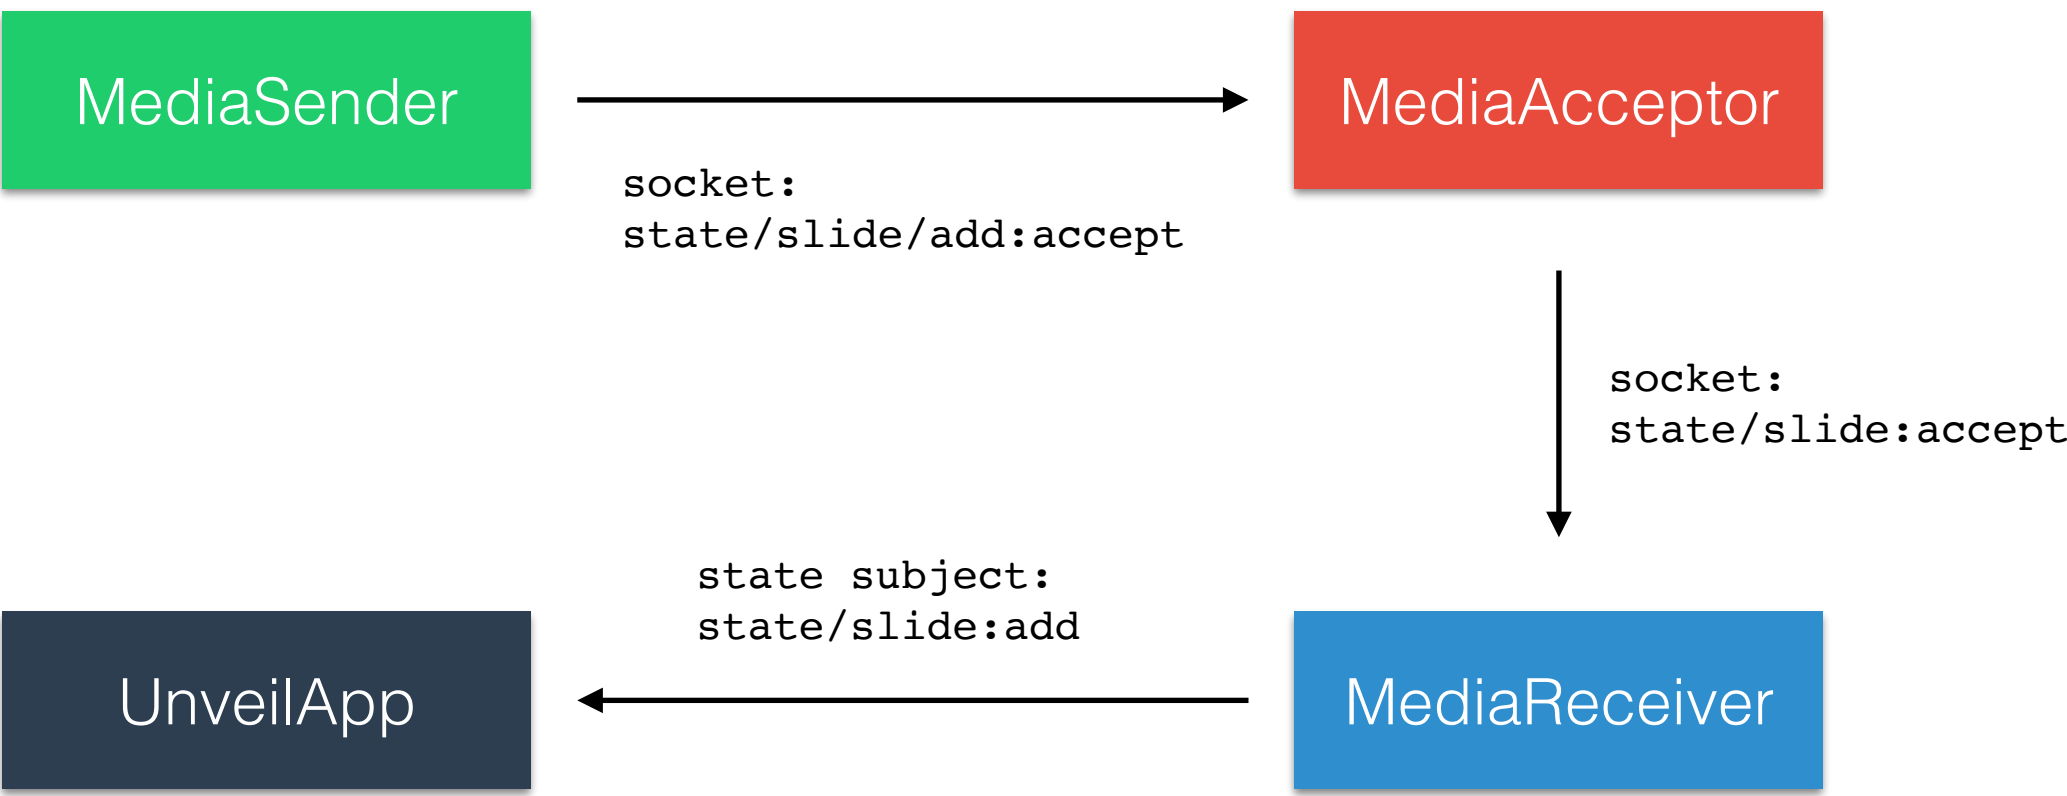 MediaSender
MediaAcceptor
socket:
state/slide/add:accept
socket:
state/slide:accept
state subject:
state/slide:add
UnveilApp
MediaReceiver